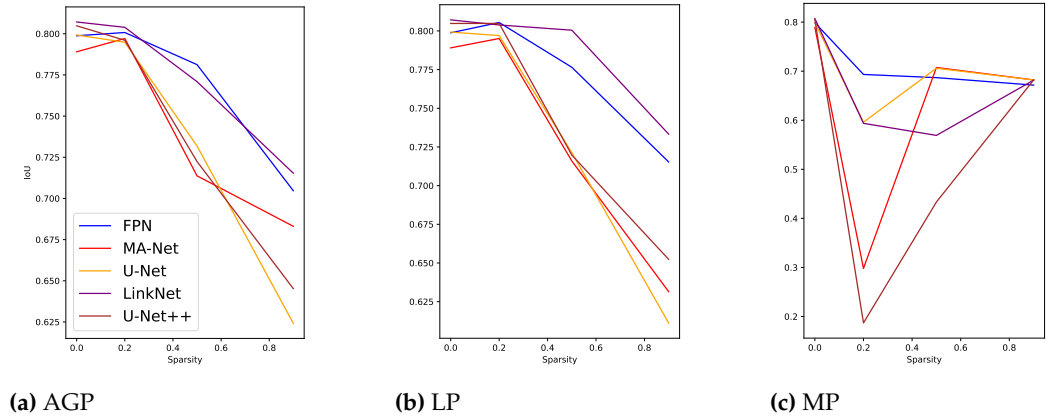 0.800
0.775
0.750
0.725
0.700
0.675
0.650
0.625
IoU
0.0 0.2 0.4 0.6 0.8
Sparsity
FPN
MA-Net
U-Net
LinkNet
U-Net++
(a) AGP
0.800
0.775
0.750
0.725
0.700
0.675
0.650
0.625
0.0 0.2 0.4 0.6 0.8
Sparsity
(b) LP
0.8
0.7
0.6
0.5
0.4
0.3
0.2
0.0 0.2 0.4 0.6 0.8
Sparsity
(c) MP